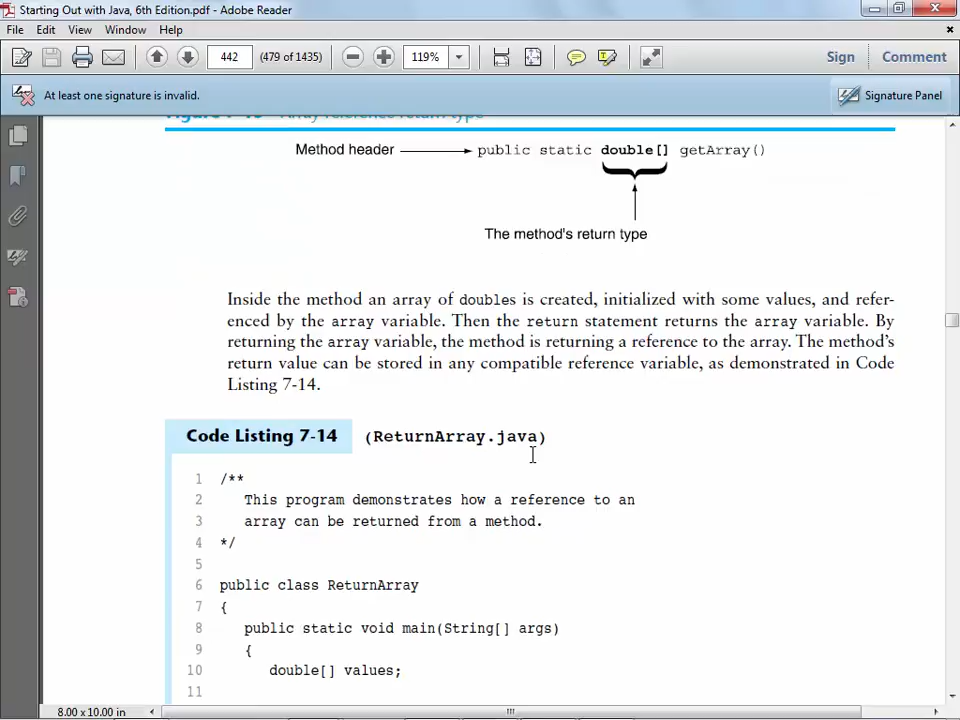 Starting Out with Java, 6th Edition.pdf - Adobe Reader
File Edit View Window Help
442 (479 of 1435) 119% Sign Comment
At least one signature is invalid. Signature Panel
Array reference return type
Method header public static double[] getArray()
The method's return type
Inside the method an array of doubles is created, initialized with some values, and refer-
enced by the array variable. Then the return statement returns the array variable. By
returning the array variable, the method is returning a reference to the array. The method's
return value can be stored in any compatible reference variable, as demonstrated in Code
Listing 7-14.
Code Listing 7-14 (ReturnArray.java)
1 /**
2 This program demonstrates how a reference to an
3 array can be returned from a method.
4 */
5
6 public class ReturnArray
7 {
8 public static void main(String[] args)
9 {
10 double[] values;
11
8.00 x 10.00 in